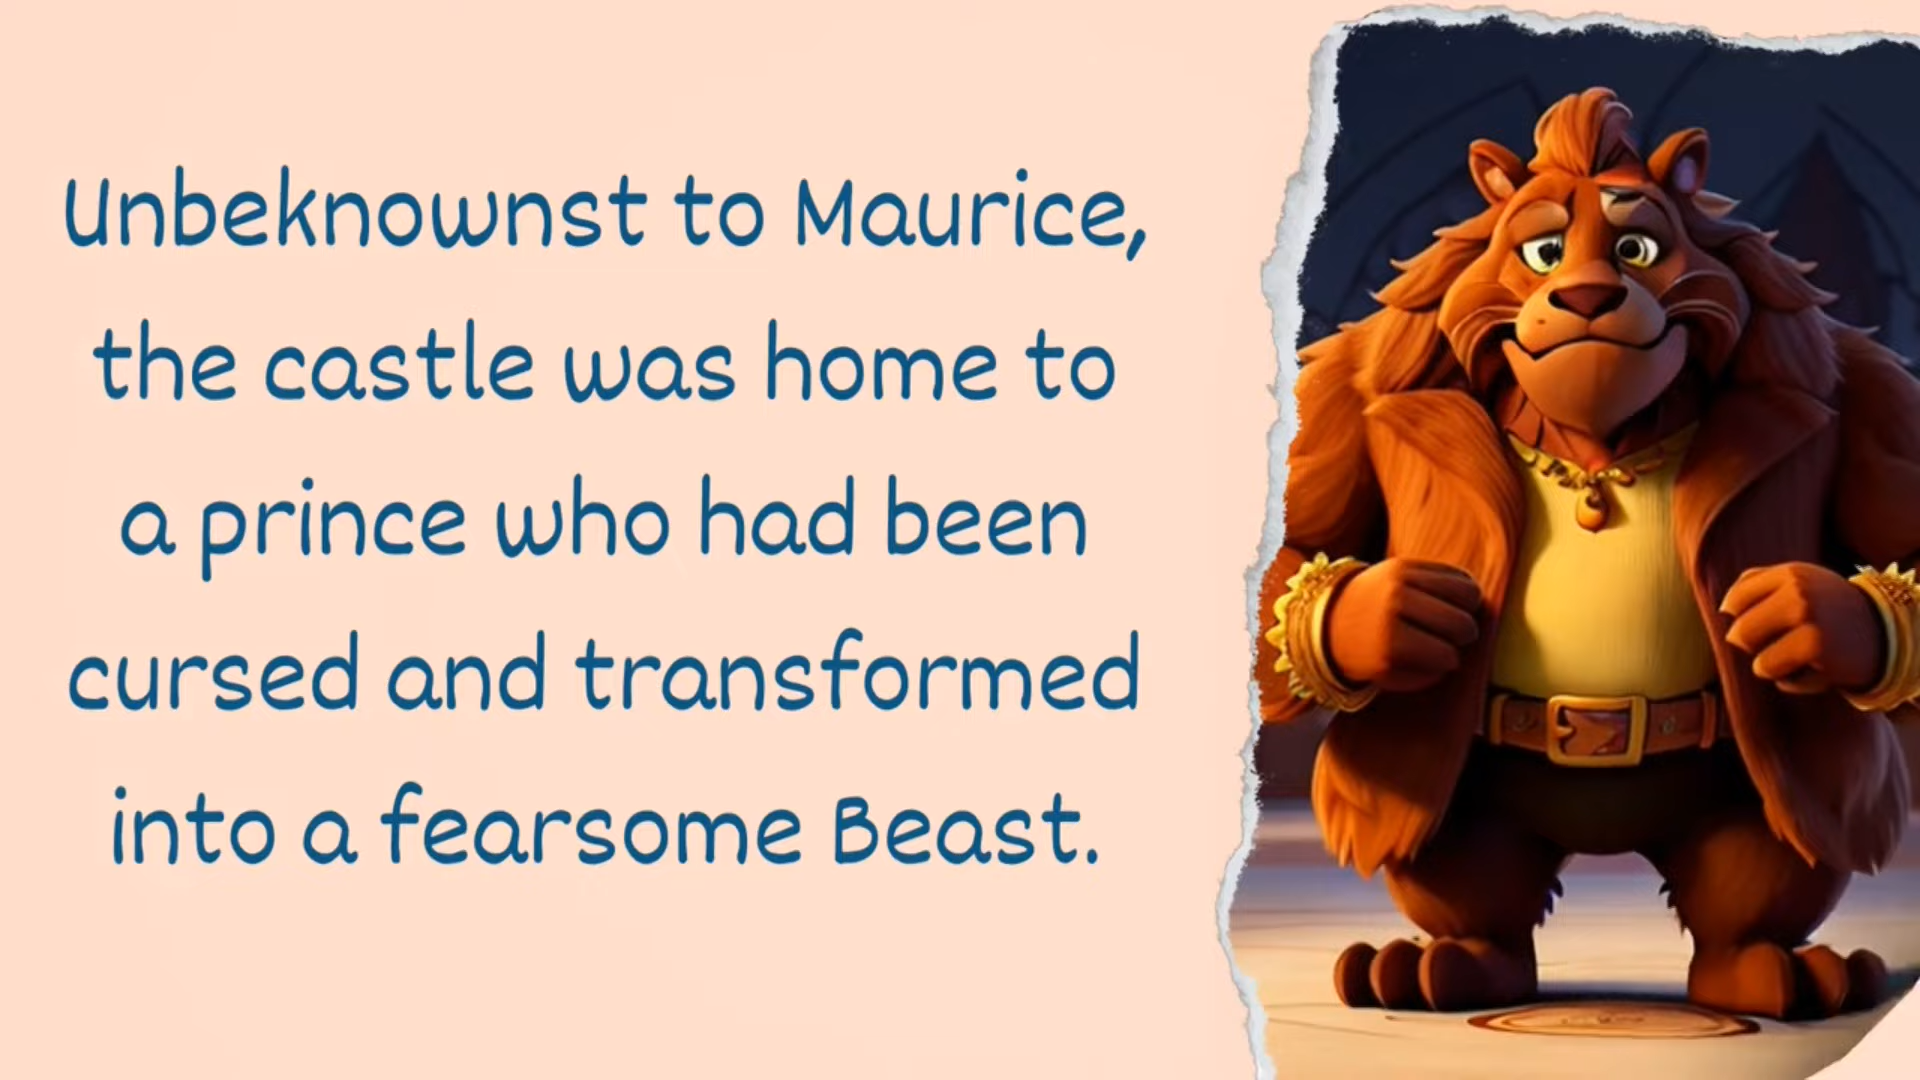 Unbeknownst to Maurice,
the castle was home to
a prince who had been
cursed and transformed
into a fearsome Beast.